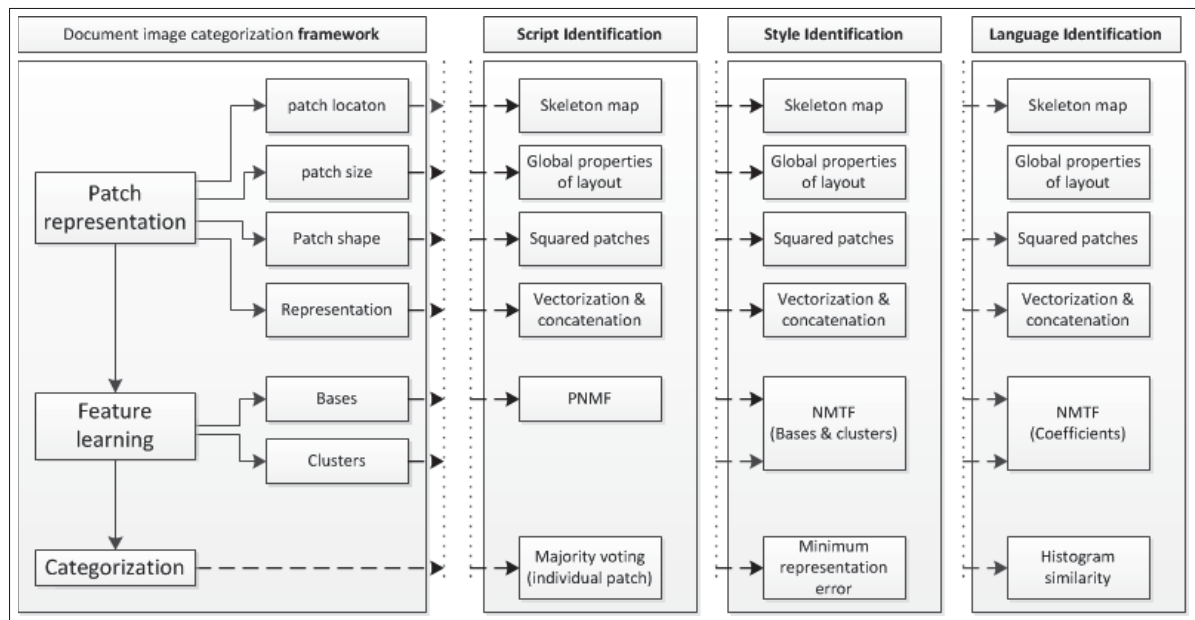 Document image categorization framework
Script Identification
Style Identification
Language Identification
Patch
representation
patch locaton
patch size
Patch shape
Representation
Feature
learning
Bases
Clusters
Categorization
Skeleton map
Global properties
of layout
Squared patches
Vectorization &
concatenation
PNMF
Majority voting
(individual patch)
Skeleton map
Global properties
of layout
Squared patches
Vectorization &
concatenation
NMTF
(Bases & clusters)
Minimum
representation
error
Skeleton map
Global properties
of layout
Squared patches
Vectorization &
concatenation
NMTF
(Coefficients)
Histogram
similarity